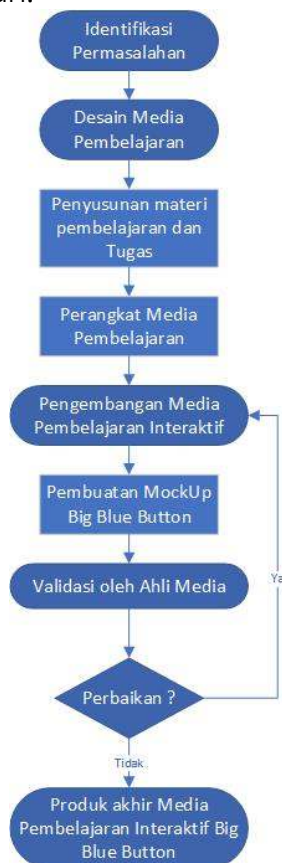 Identifikasi
Permasalahan
Desain Media
Pembelajaran
Penyusunan materi
pembelajaran dan
Tugas
Perangkat Media
Pembelajaran
Pengembangan Media
Pembelajaran Interaktif
Pembuatan MockUp
Big Blue Button
Validasi oleh Ahli Media
Ya
Perbaikan ?
Tidak
Produk akhir Media
Pembelajaran Interaktif Big
Blue Button